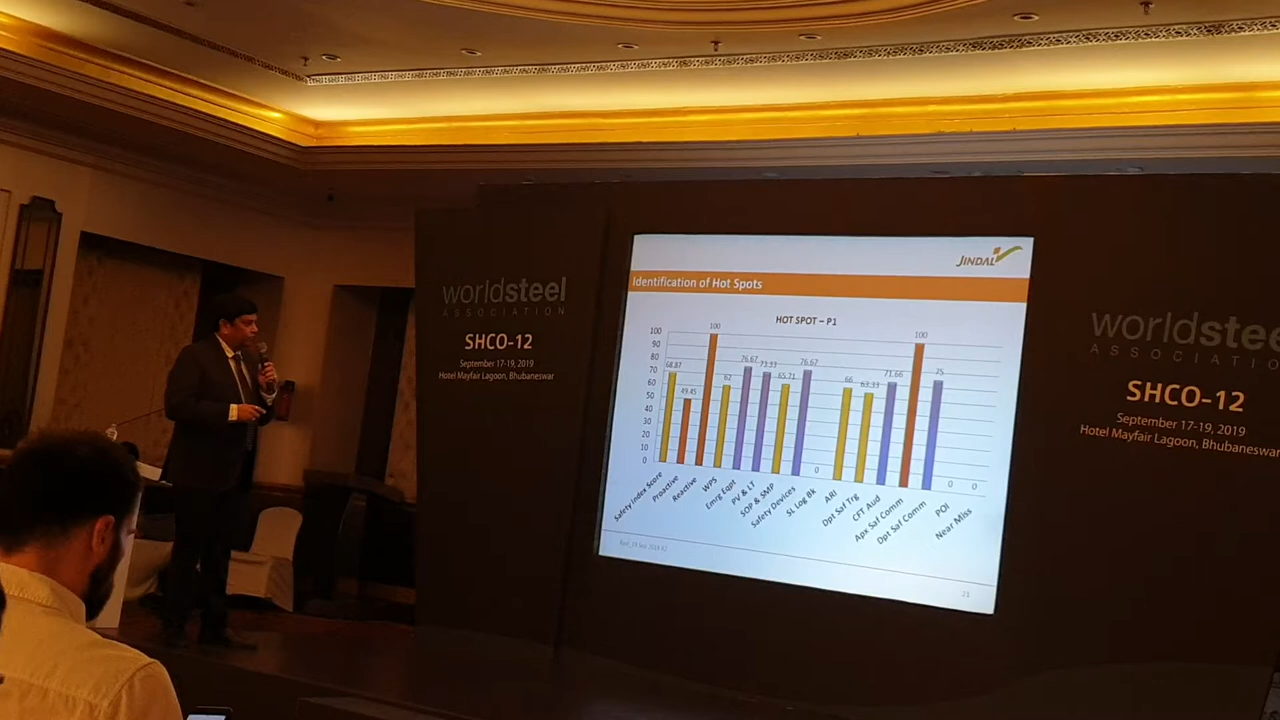 worldsteel
ASSOCIATION
SHCO-12
September 17-19, 2019
Hotel Mayfair Lagoon, Bhubaneswar
JINDAL
Identification of Hot Spots
HOT SPOT – P1
100
90
80
70
60
50
40
30
20
10
0
68.87
49.45
100
62
76.67
73.33
65.71
76.67
0
66
63.33
71.66
100
75
0
0
Safety Index Score
Proactive
Reactive
WPS
Emrg Eqpt
PV & LT
SOP & SMP
Safety Devices
SL Log Bk
ARI
Dpt Saf Trg
CFT Aud
Apx Saf Comm
Dpt Saf Comm
POI
Near Miss
21
worldstee
ASSOCIATIO
SHCO-12
September 17-19, 2019
Hotel Mayfair Lagoon, Bhubaneswar